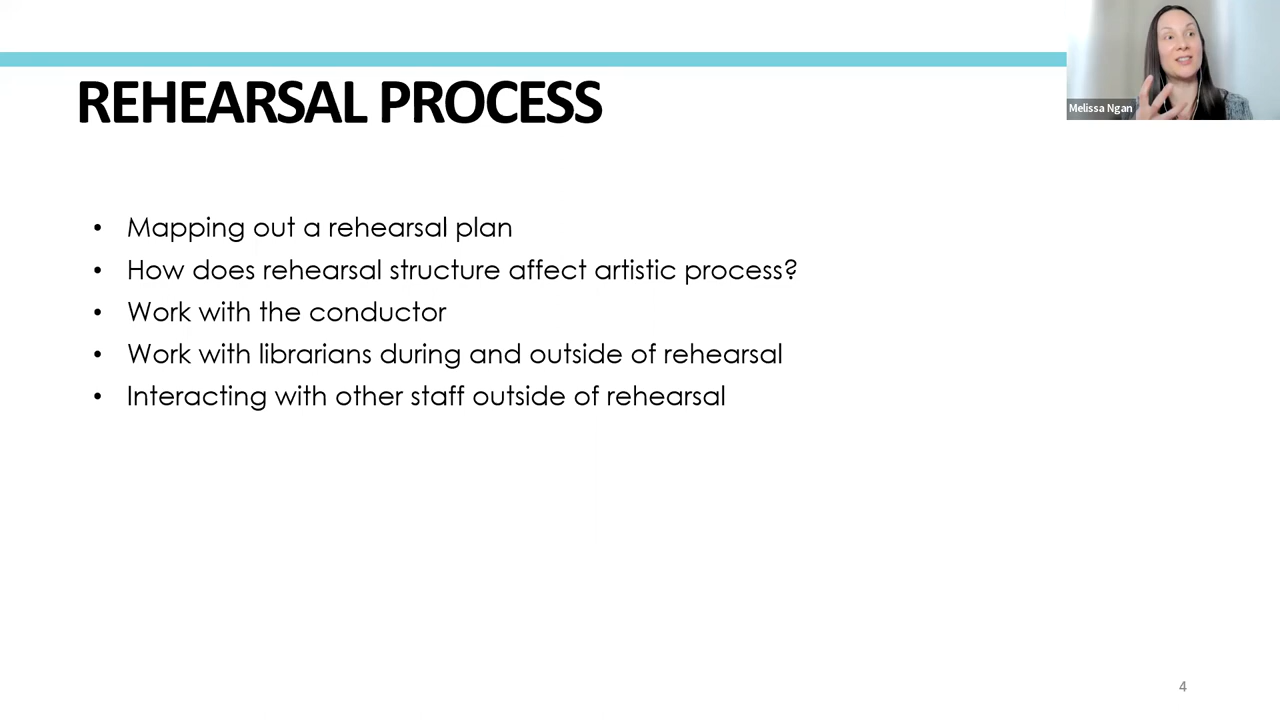 Melissa Ngan
REHEARSAL PROCESS
• Mapping out a rehearsal plan
• How does rehearsal structure affect artistic process?
• Work with the conductor
• Work with librarians during and outside of rehearsal
• Interacting with other staff outside of rehearsal
4